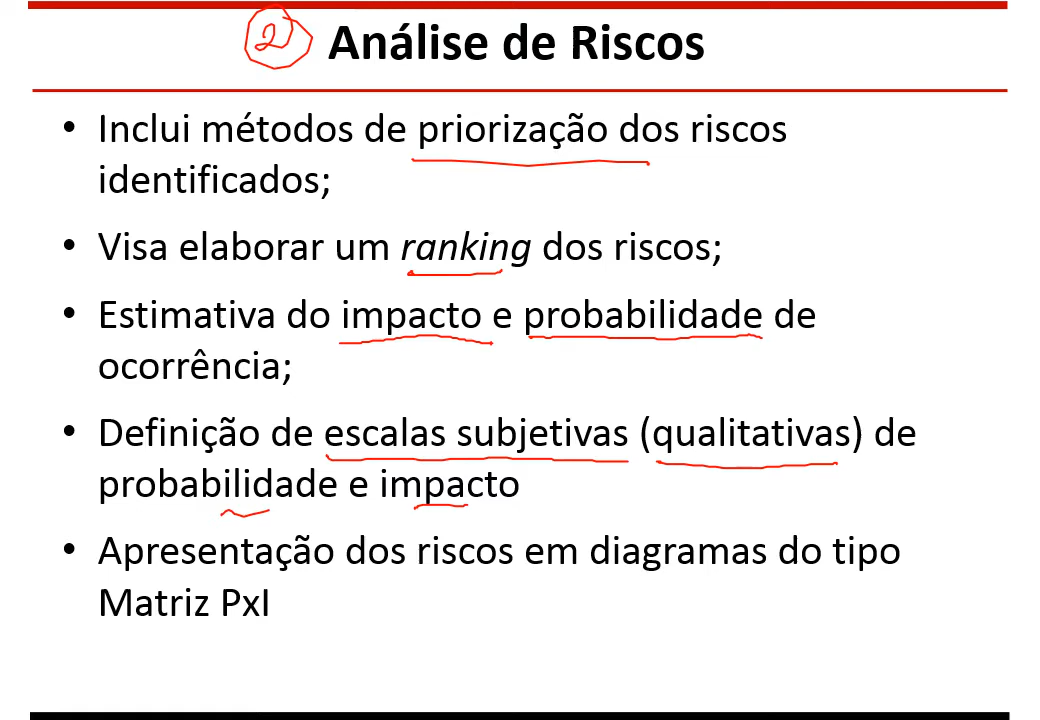 2 Análise de Riscos
• Inclui métodos de priorização dos riscos
identificados;
• Visa elaborar um ranking dos riscos;
• Estimativa do impacto e probabilidade de
ocorrência;
• Definição de escalas subjetivas (qualitativas) de
probabilidade e impacto
• Apresentação dos riscos em diagramas do tipo
Matriz PxI